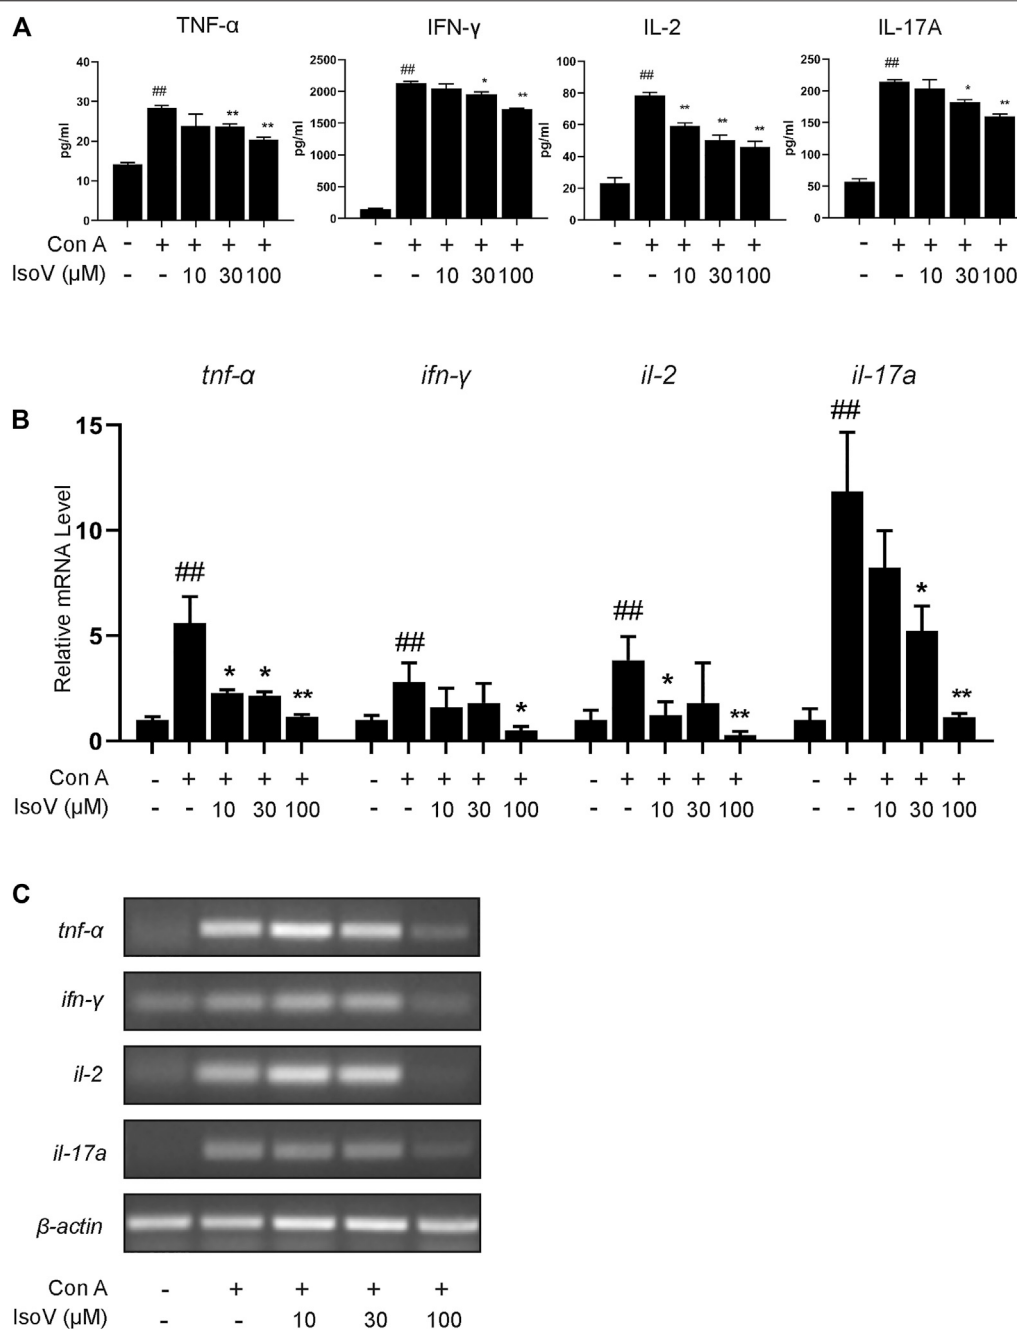 A
TNF-α IFN-γ IL-2 IL-17A
40 30 20 10 0
pg/ml
## ** **
2500 2000 1500 1000 500 0
pg/ml
## * **
100 80 60 40 20 0
pg/ml
## ** ** **
250 200 150 100 50 0
pg/ml
## * **
Con A - + + + + - + + + + - + + + + - + + + +
IsoV (µM) - - 10 30 100 - - 10 30 100 - - 10 30 100 - - 10 30 100
tnf-α ifn-γ il-2 il-17a
B
Relative mRNA Level
15
10
5
0
## * * **
## *
## * **
## * **
Con A - + + + + - + + + + - + + + + - + + + +
IsoV (µM) - - 10 30 100 - - 10 30 100 - - 10 30 100 - - 10 30 100
C
tnf-α
ifn-γ
il-2
il-17a
β-actin
Con A - + + + +
IsoV (µM) - - 10 30 100